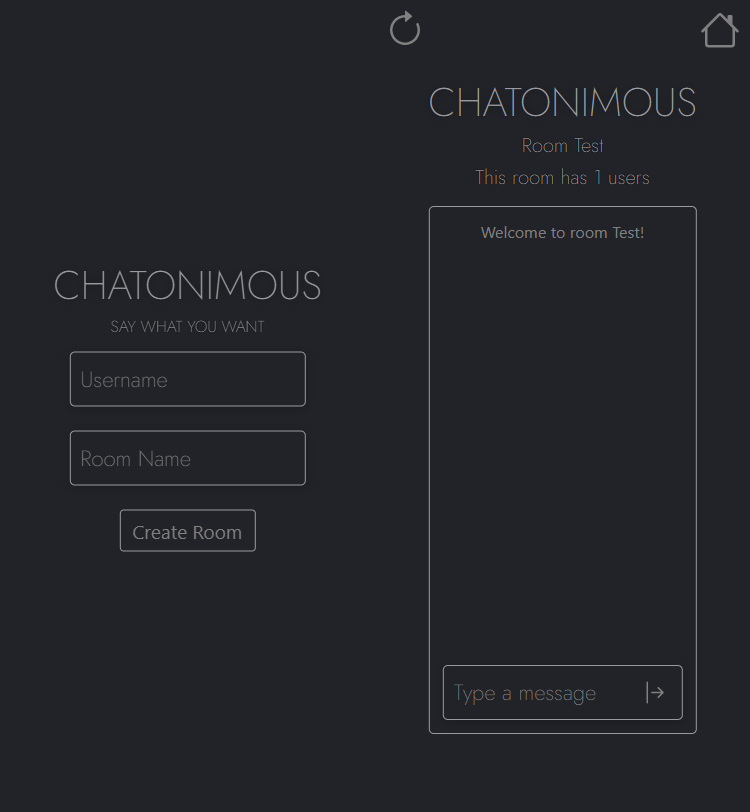 CHATONIMOUS
SAY WHAT YOU WANT
Username
Room Name
Create Room
CHATONIMOUS
Room Test
This room has 1 users
Welcome to room Test!
Type a message